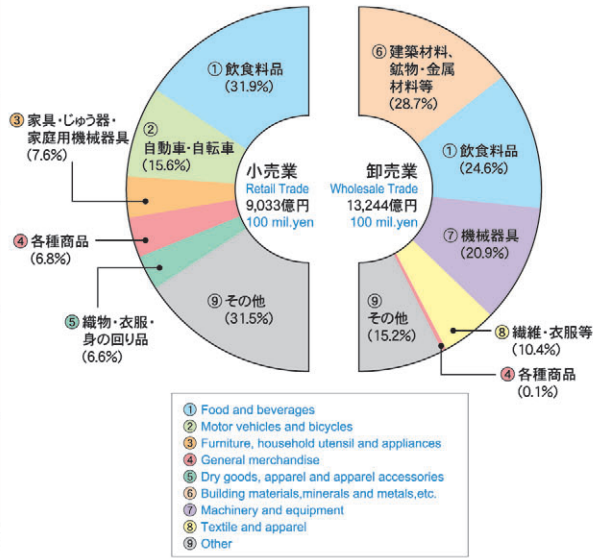 ① 飲食料品
(31.9%)
②
自動車・自転車
(15.6%)
③ 家具・じゅう器・
家庭用機械器具
(7.6%)
④ 各種商品
(6.8%)
⑤ 織物・衣服・
身の回り品
(6.6%)
⑨ その他
(31.5%)
小売業
Retail Trade
9,033億円
100 mil.yen
卸売業
Wholesale Trade
13,244億円
100 mil.yen
⑥ 建築材料、
鉱物・金属
材料等
(28.7%)
① 飲食料品
(24.6%)
⑦ 機械器具
(20.9%)
⑧ 繊維・衣服等
(10.4%)
④ 各種商品
(0.1%)
⑨
その他
(15.2%)
① Food and beverages
② Motor vehicles and bicycles
③ Furniture, household utensil and appliances
④ General merchandise
⑤ Dry goods, apparel and apparel accessories
⑥ Building materials,minerals and metals,etc.
⑦ Machinery and equipment
⑧ Textile and apparel
⑨ Other